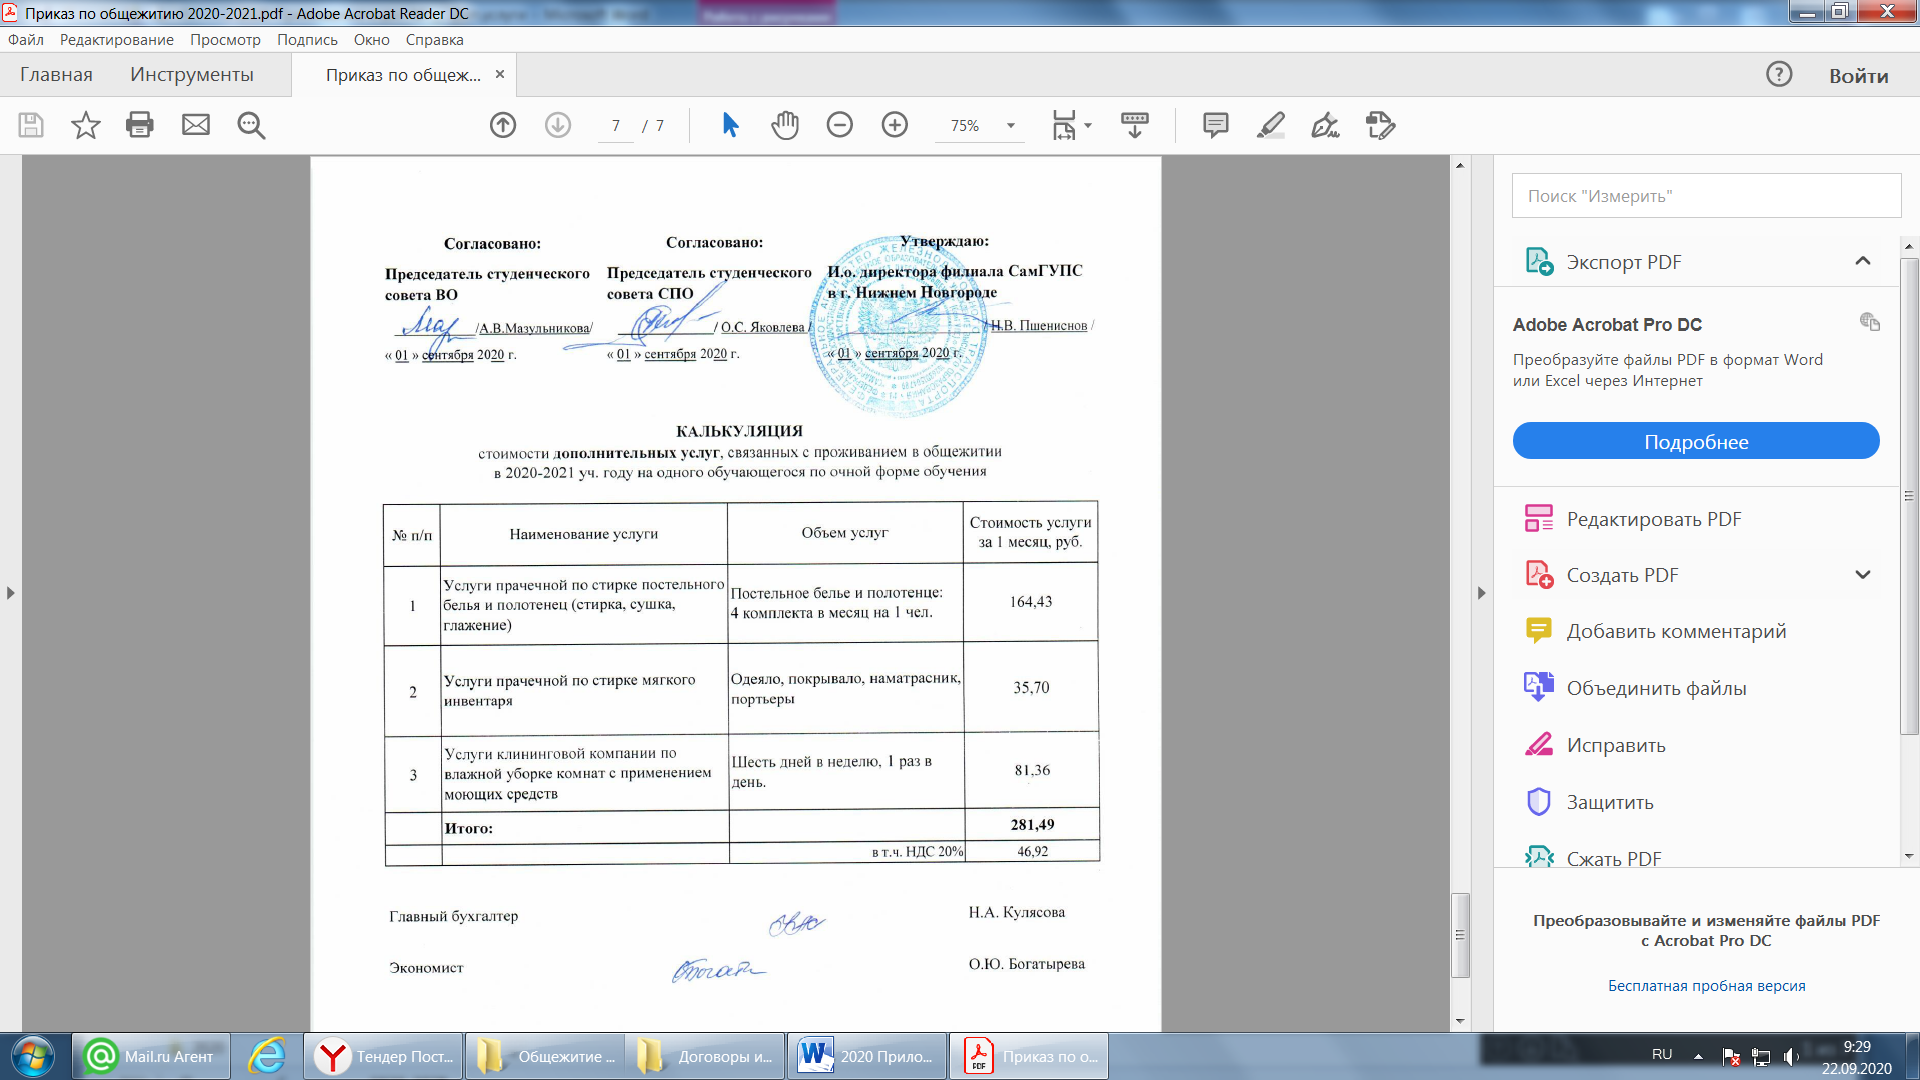 Приказ по общежитию 2020-2021.pdf - Adobe Acrobat Reader DC
Файл Редактирование Просмотр Подпись Окно Справка
Главная Инструменты Приказ по общеж... × Войти
7 / 7 75%
Согласовано: Согласовано: Утверждаю:
Председатель студенческого Председатель студенческого И.о. директора филиала СамГУПС
совета ВО совета СПО в г. Нижнем Новгороде
/А.В.Мазульникова/ / О.С. Яковлева / / Н.В. Пшениснов /
« 01 » сентября 2020 г. « 01 » сентября 2020 г. « 01 » сентября 2020 г.
КАЛЬКУЛЯЦИЯ
стоимости дополнительных услуг, связанных с проживанием в общежитии
в 2020-2021 уч. году на одного обучающегося по очной форме обучения
№ п/п Наименование услуги Объем услуг Стоимость услуги
за 1 месяц, руб.
1 Услуги прачечной по стирке постельного
белья и полотенец (стирка, сушка,
глажение)
Постельное белье и полотенце:
4 комплекта в месяц на 1 чел.
164,43
2 Услуги прачечной по стирке мягкого
инвентаря
Одеяло, покрывало, наматрасник,
портьеры
35,70
3 Услуги клининговой компании по
влажной уборке комнат с применением
моющих средств
Шесть дней в неделю, 1 раз в
день.
81,36
Итого: 281,49
в т.ч. НДС 20% 46,92
Главный бухгалтер Н.А. Кулясова
Экономист О.Ю. Богатырева
Поиск "Измерить"
Экспорт PDF
Adobe Acrobat Pro DC
Преобразуйте файлы PDF в формат Word
или Excel через Интернет
Подробнее
Редактировать PDF
Создать PDF
Добавить комментарий
Объединить файлы
Исправить
Защитить
Сжать PDF
Преобразовывайте и изменяйте файлы PDF
с Acrobat Pro DC
Бесплатная пробная версия
Mail.ru Агент Тендер Пост... Общежитие ... Договоры и... 2020 Прило... Приказ по о...
RU 9:29
22.09.2020